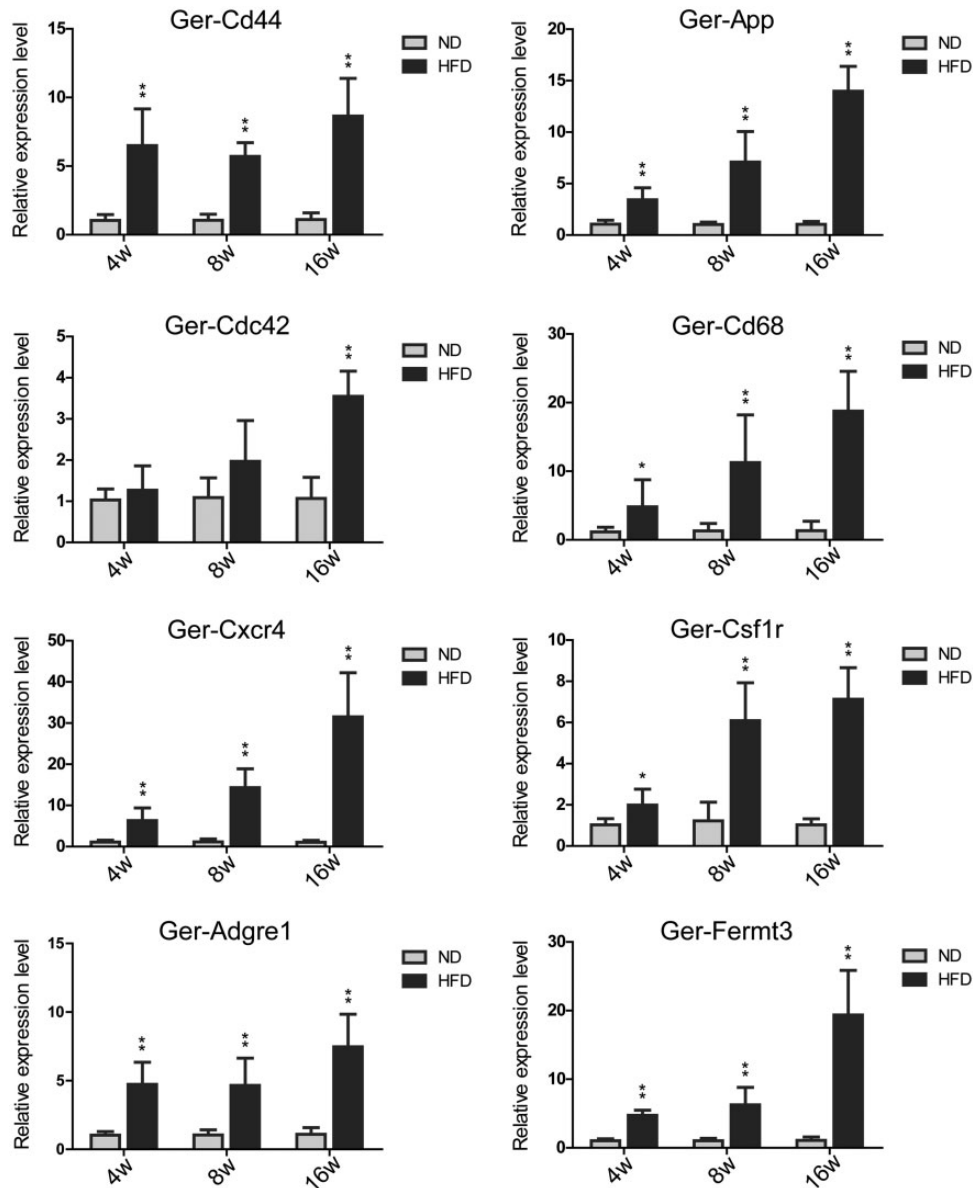 Ger-Cd44
Relative expression level
15
10
5
0
**
**
**
4w
8w
16w
ND
HFD
Ger-App
Relative expression level
20
15
10
5
0
**
**
**
4w
8w
16w
ND
HFD
Ger-Cdc42
Relative expression level
5
4
3
2
1
0
**
4w
8w
16w
ND
HFD
Ger-Cd68
Relative expression level
30
20
10
0
*
**
**
4w
8w
16w
ND
HFD
Ger-Cxcr4
Relative expression level
50
40
30
20
10
0
**
**
**
4w
8w
16w
ND
HFD
Ger-Csf1r
Relative expression level
10
8
6
4
2
0
*
**
**
4w
8w
16w
ND
HFD
Ger-Adgre1
Relative expression level
15
10
5
0
**
**
**
4w
8w
16w
ND
HFD
Ger-Fermt3
Relative expression level
30
20
10
0
**
**
**
4w
8w
16w
ND
HFD